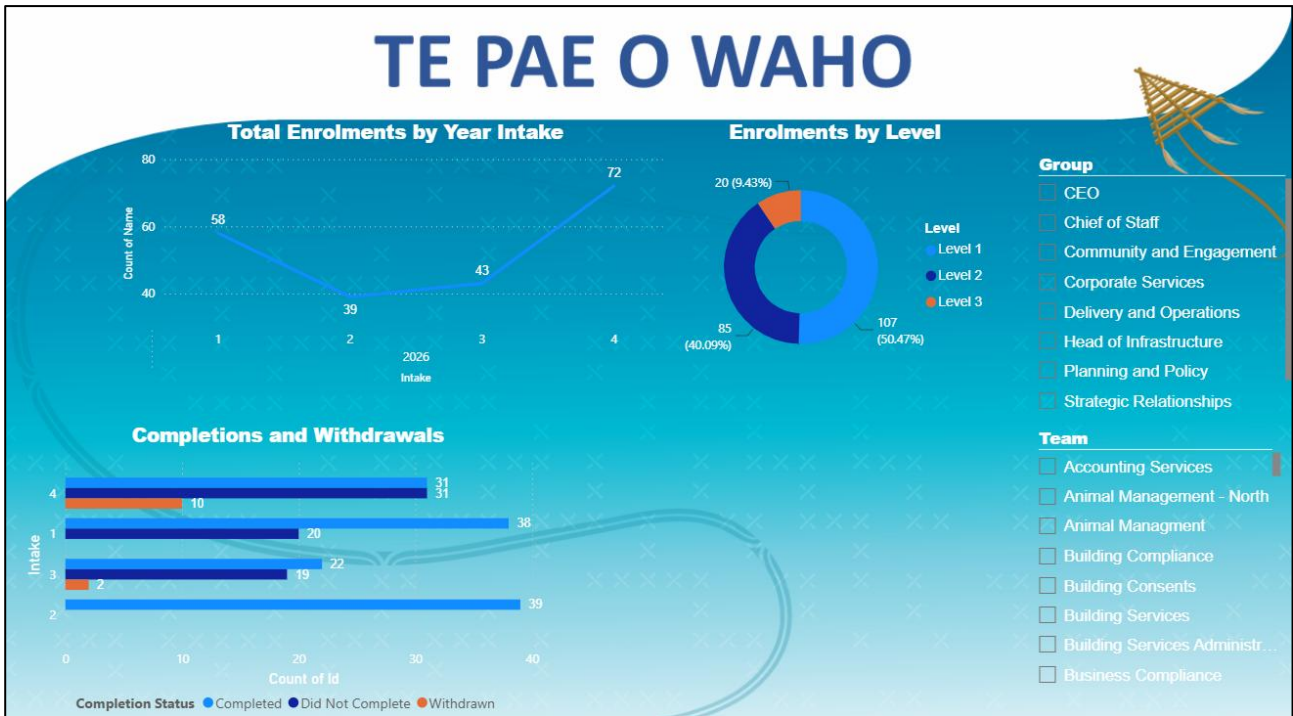 TE PAE O WAHO
Total Enrolments by Year Intake
80
60
40
Count of Name
58
39
43
72
1
2
3
4
2026
Intake
Enrolments by Level
20 (9.43%)
85
(40.09%)
107
(50.47%)
Level
Level 1
Level 2
Level 3
Group
CEO
Chief of Staff
Community and Engagement
Corporate Services
Delivery and Operations
Head of Infrastructure
Planning and Policy
Strategic Relationships
Completions and Withdrawals
Intake
4
31
31
10
1
38
20
3
22
19
2
2
39
0
10
20
30
40
Count of Id
Completion Status Completed Did Not Complete Withdrawn
Team
Accounting Services
Animal Management - North
Animal Managment
Building Compliance
Building Consents
Building Services
Building Services Administr...
Business Compliance